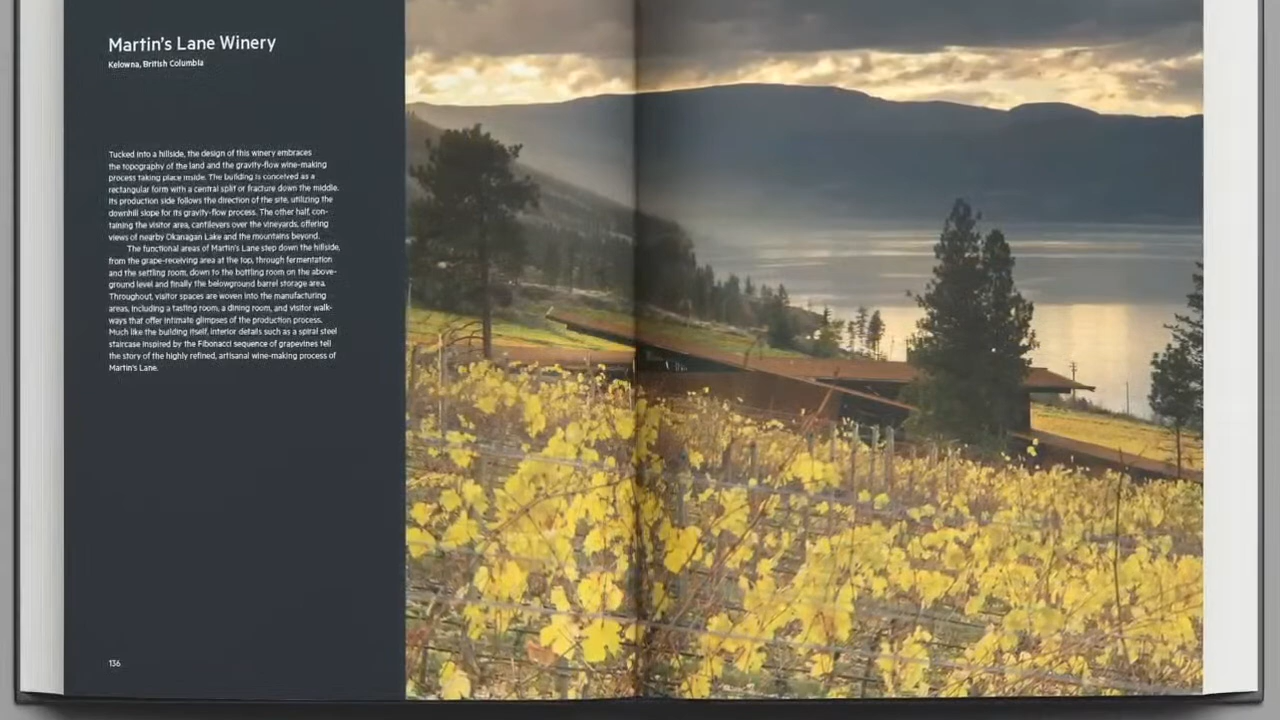 Martin's Lane Winery
Kelowna, British Columbia
Tucked into a hillside, the design of this winery embraces
the topography of the land and the gravity-flow wine-making
process taking place inside. The building is conceived as a
rectangular form with a central split or fracture down the middle.
Its production side follows the direction of the site, utilizing the
downhill slope for its gravity-flow process. The other half, con-
taining the visitor area, cantilevers over the vineyards, offering
views of nearby Okanagan Lake and the mountains beyond.
The functional areas of Martin's Lane step down the hillside,
from the grape-receiving area at the top, through fermentation
and the settling room, down to the bottling room on the above-
ground level and finally the belowground barrel storage area.
Throughout, visitor spaces are woven into the manufacturing
areas, including a tasting room, a dining room, and visitor walk-
ways that offer intimate glimpses of the production process.
Much like the building itself, interior details such as a spiral steel
staircase inspired by the Fibonacci sequence of grapevines tell
the story of the highly refined, artisanal wine-making process of
Martin's Lane.
136